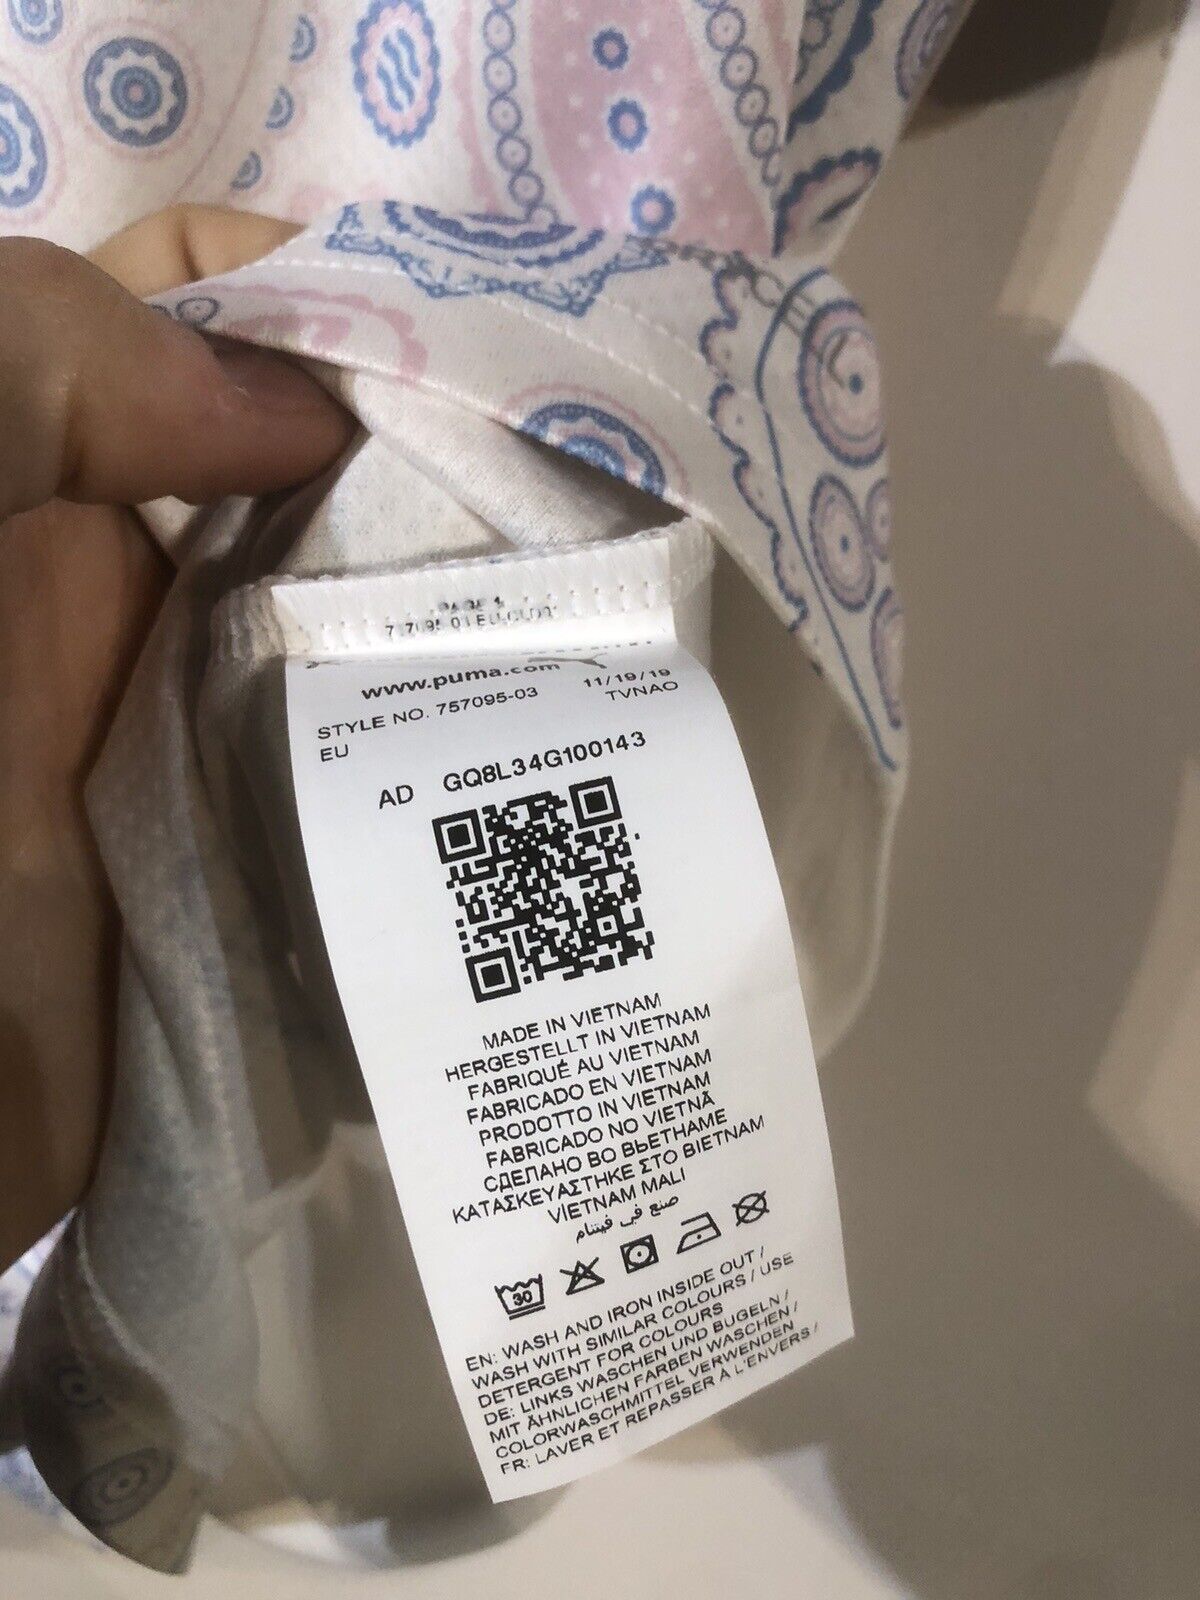 PAGE 1
www.puma.com
STYLE NO. 757095-03 11/19/19
EU TVNAO
AD GQ8L34G100143
MADE IN VIETNAM
HERGESTELLT IN VIETNAM
FABRIQUÉ AU VIETNAM
FABRICADO EN VIETNAM
PRODOTTO IN VIETNAM
FABRICADO NO VIETNÃ
СДЕЛАНО ВО ВЬЕТНАМЕ
ΚΑΤΑΣΚΕΥΑΣΤΗΚΕ ΣΤΟ ΒΙΕΤΝΑΜ
VIETNAM MALI
صنع في فيتنام
30
EN: WASH AND IRON INSIDE OUT /
WASH WITH SIMILAR COLOURS / USE
DETERGENT FOR COLOURS
DE: LINKS WASCHEN UND BUGELN /
MIT ÄHNLICHEN FARBEN WASCHEN /
COLORWASCHMITTEL VERWENDEN
FR: LAVER ET REPASSER À L'ENVERS /